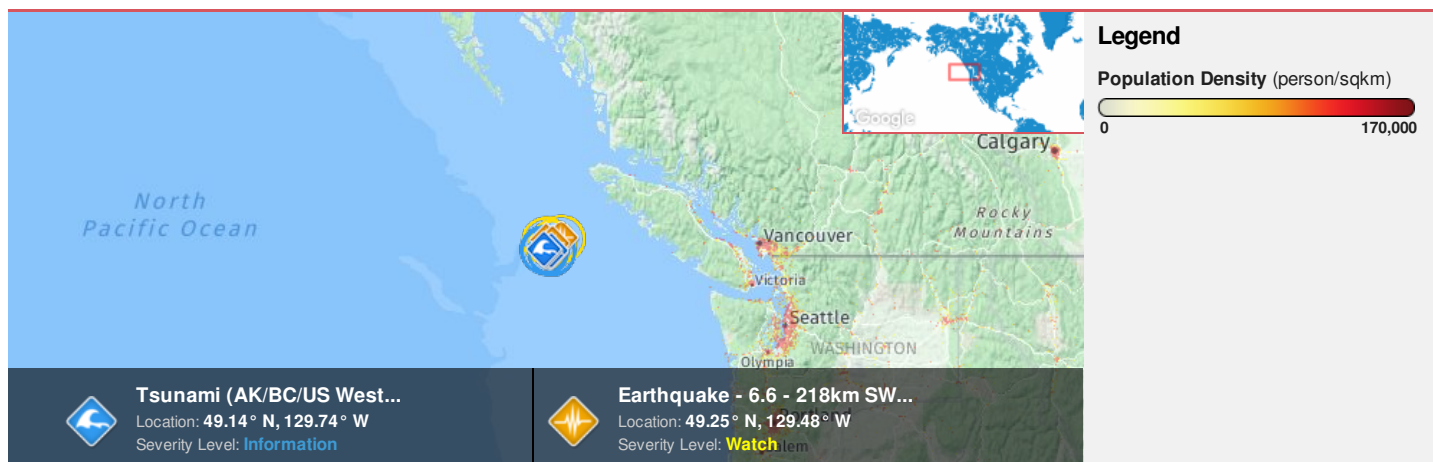 Legend
Population Density (person/sqkm)
0
170,000
Google
Calgary
North
Pacific Ocean
Rocky
Mountains
Vancouver
Victoria
Seattle
WASHINGTON
Olympia
Tsunami (AK/BC/US West...
Location: 49.14° N, 129.74° W
Severity Level: Information
Earthquake - 6.6 - 218km SW...
Location: 49.25° N, 129.48° W
Severity Level: Watch